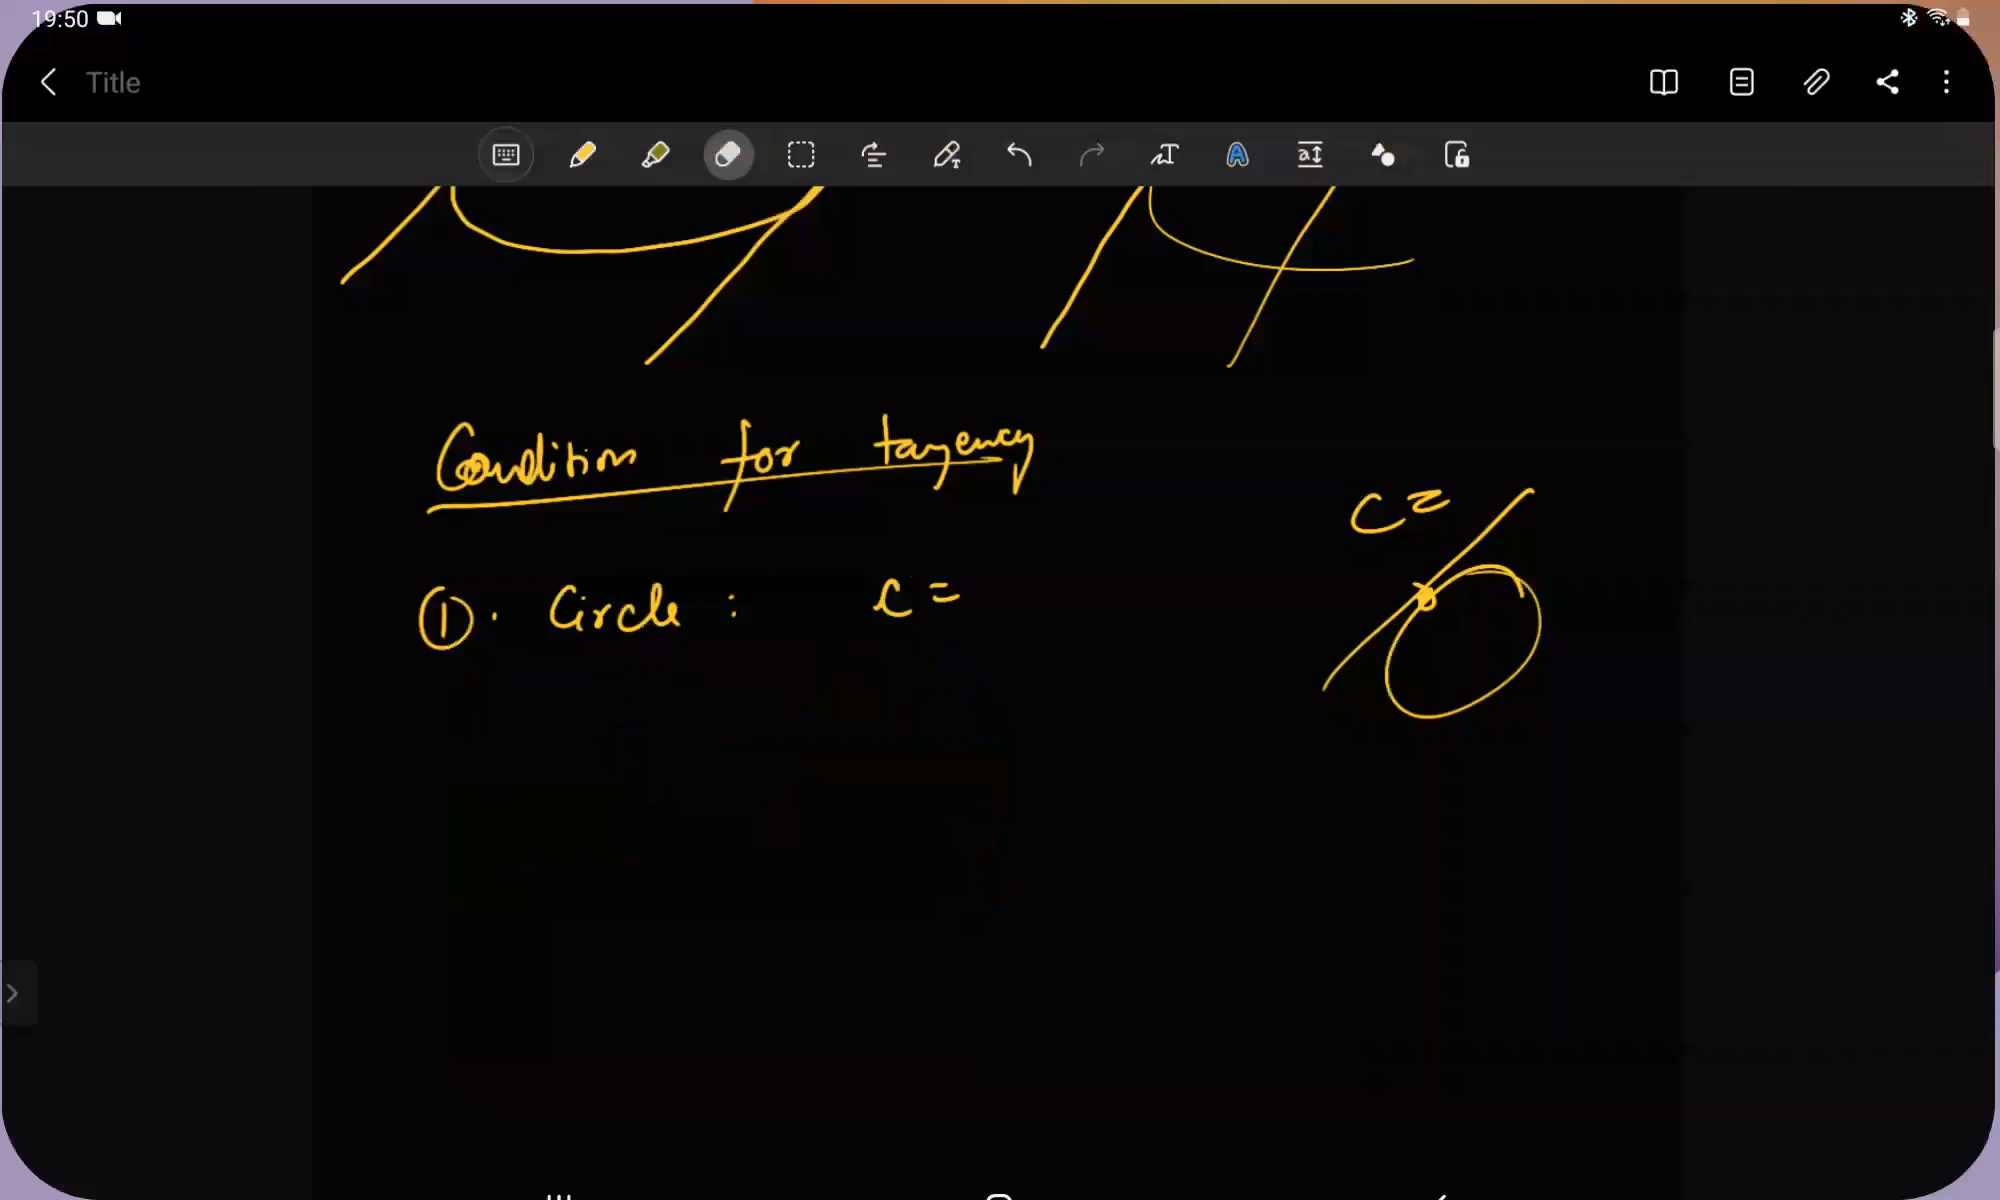 19:50
Title
Condition for tangency
C =
①. Circle : C =